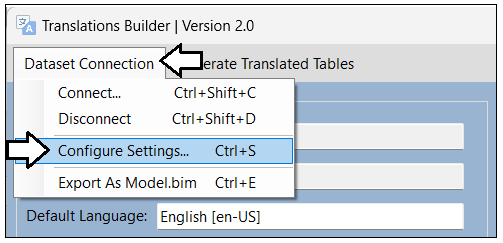 Translations Builder | Version 2.0
Dataset Connection erate Translated Tables
Connect... Ctrl+Shift+C
Disconnect Ctrl+Shift+D
Configure Settings... Ctrl+S
Export As Model.bim Ctrl+E
Default Language: English [en-US]